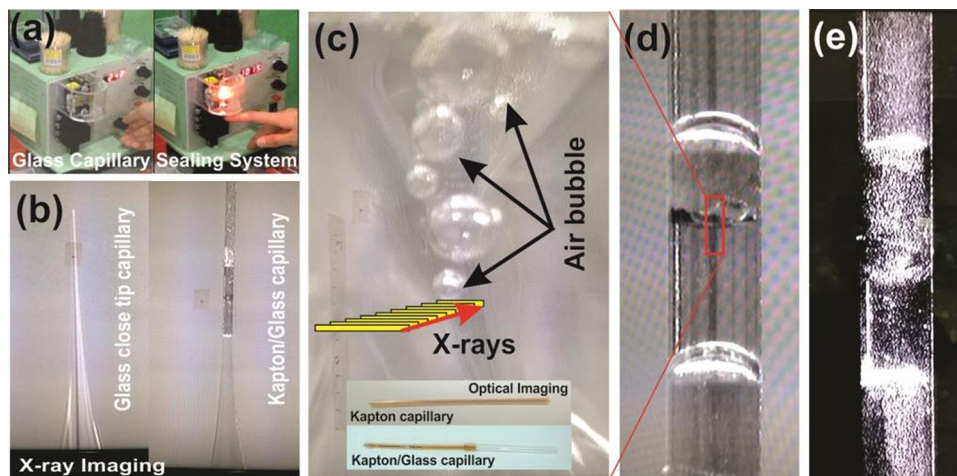 (a)
Glass Capillary
Sealing System
(b)
Glass close tip capillary
Kapton/Glass capillary
X-ray Imaging
(c)
Air bubble
X-rays
Optical Imaging
Kapton capillary
Kapton/Glass capillary
(d)
(e)